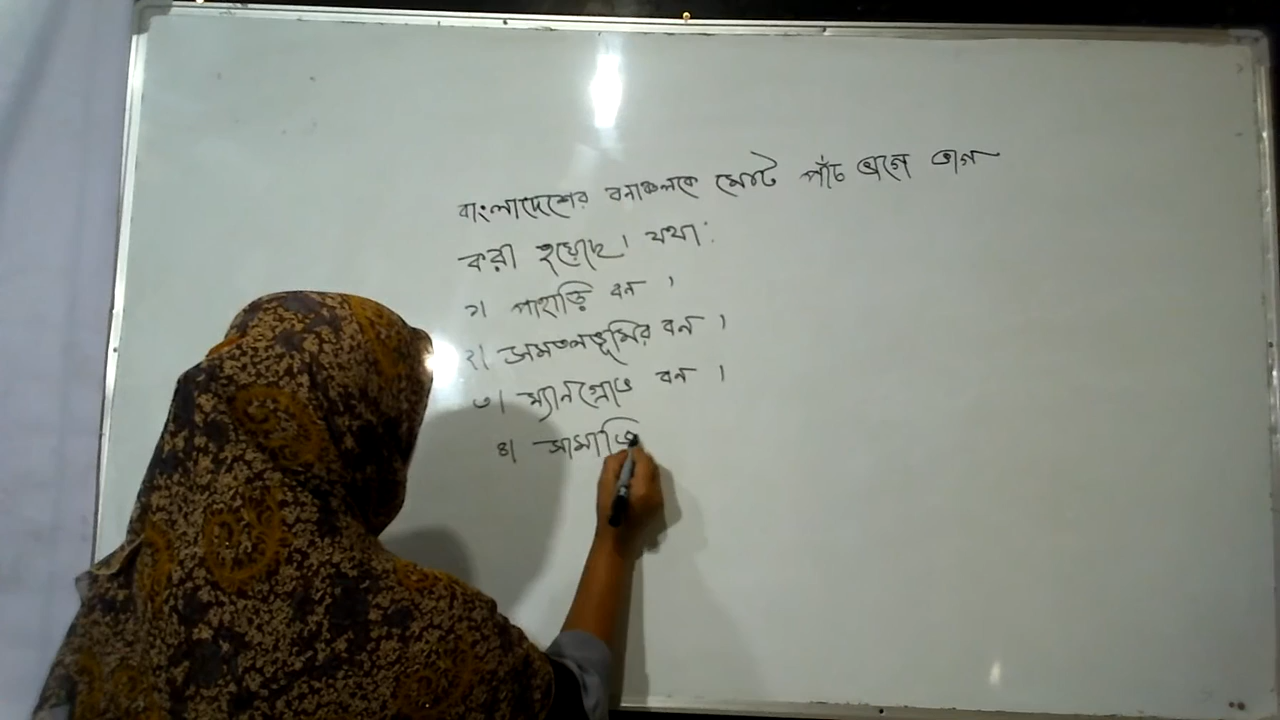 বাংলাদেশের বনাঞ্চলকে মোট পাঁচ ভাগে ভাগ
করা হয়েছে। যথা:
১। পাহাড়ি বন ।
২। সমতলভূমির বন ।
৩। ম্যানগ্রোভ বন ।
৪। সামাজি